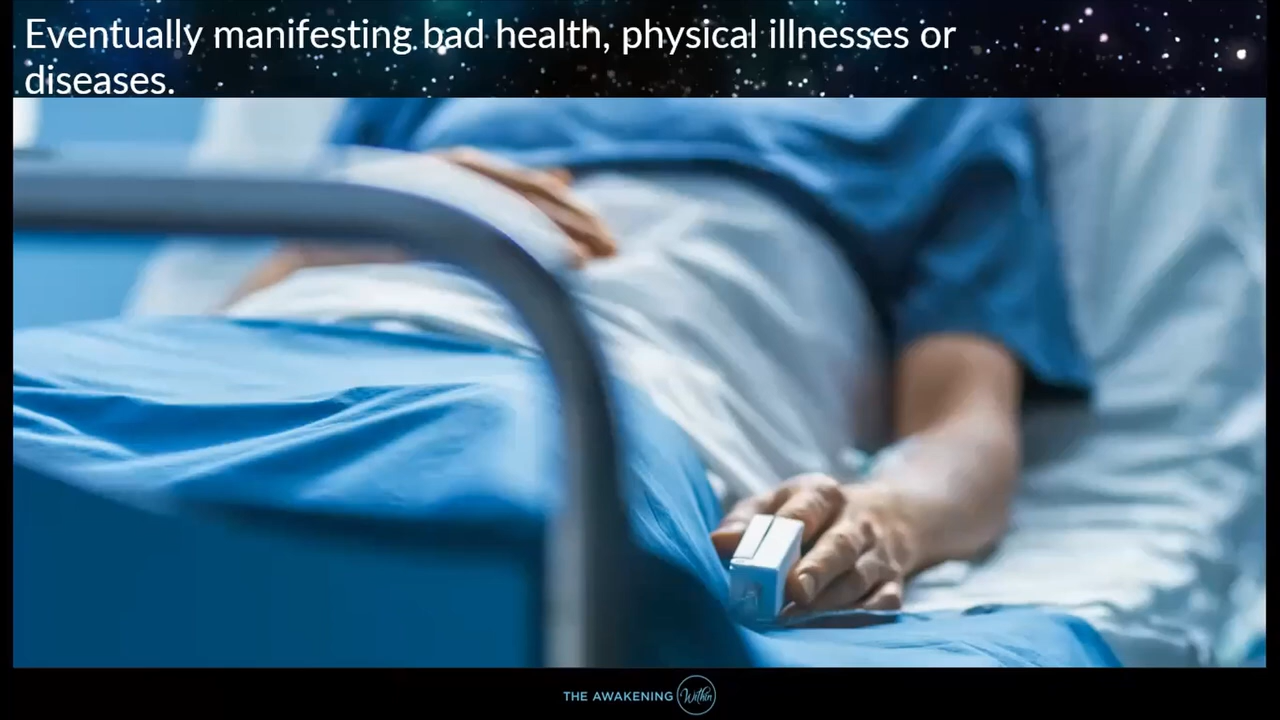 Eventually manifesting bad health, physical illnesses or
diseases.
THE AWAKENING Within